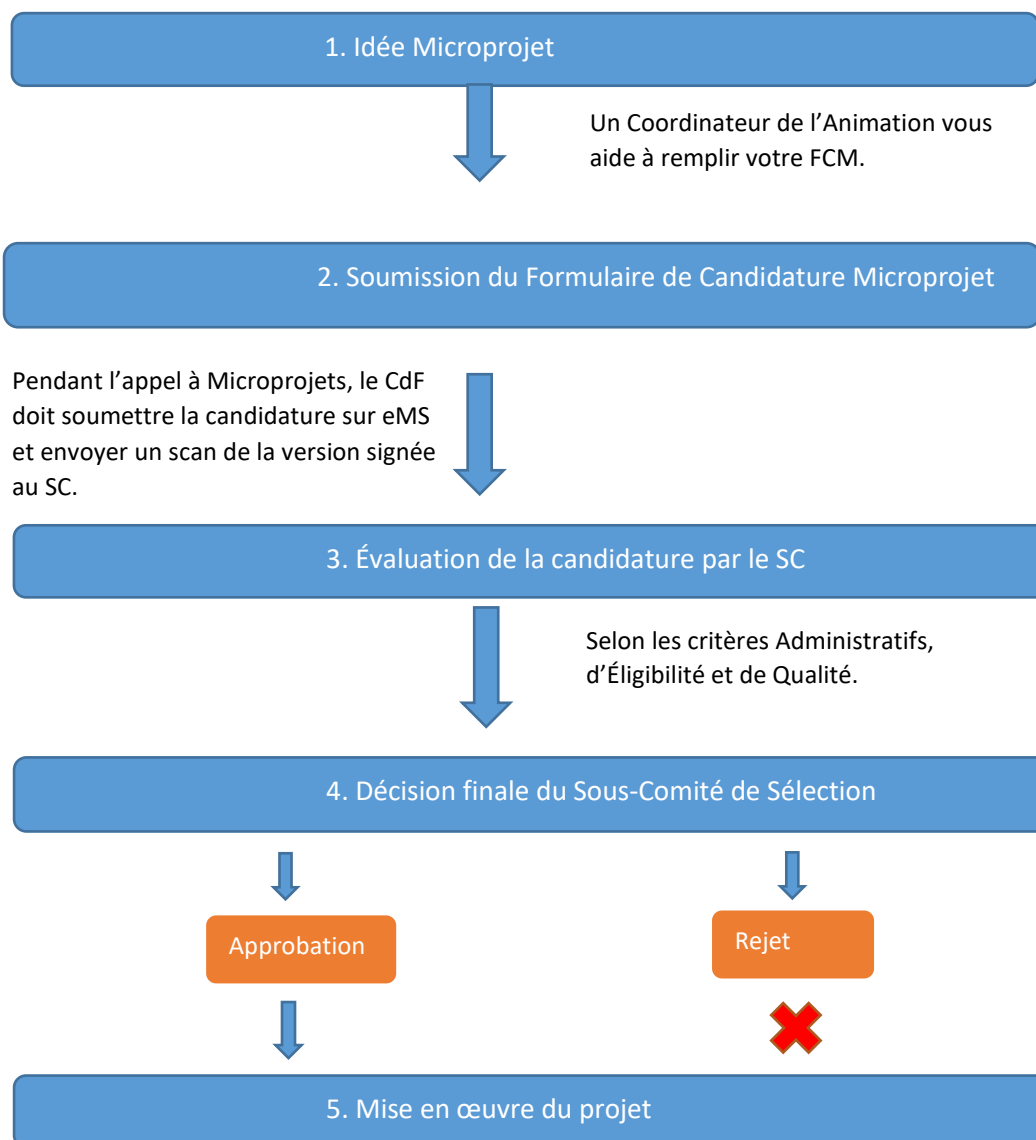 1. Idée Microprojet
Un Coordinateur de l’Animation vous
aide à remplir votre FCM.
2. Soumission du Formulaire de Candidature Microprojet
Pendant l’appel à Microprojets, le CdF
doit soumettre la candidature sur eMS
et envoyer un scan de la version signée
au SC.
3. Évaluation de la candidature par le SC
Selon les critères Administratifs,
d’Éligibilité et de Qualité.
4. Décision finale du Sous-Comité de Sélection
Approbation
Rejet
5. Mise en œuvre du projet